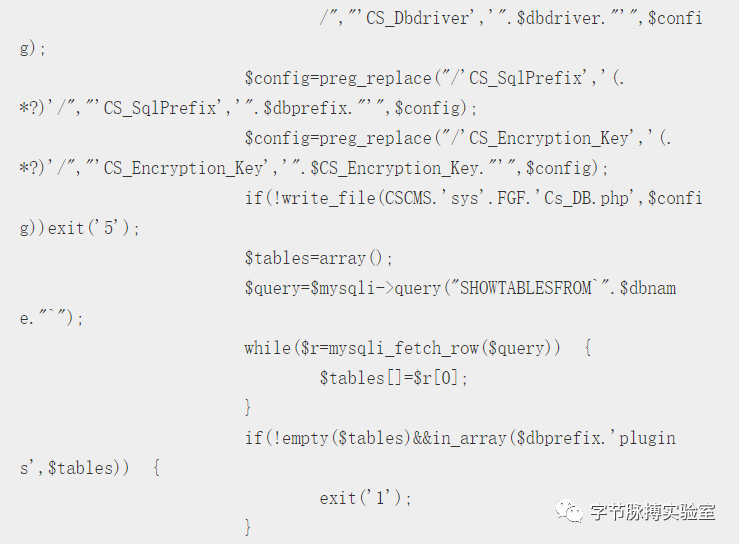 /","'CS_Dbdriver','".$dbdriver."'",$confi
g);
$config=preg_replace("/'CS_SqlPrefix','(.
*?)'/","'CS_SqlPrefix','".$dbprefix."'",$config);
$config=preg_replace("/'CS_Encryption_Key','(.
*?)'/","'CS_Encryption_Key','".$CS_Encryption_Key."'",$config);
if(!write_file(CSCMS.'sys'.FGF.'Cs_DB.php',$confi
g))exit('5');
$tables=array();
$query=$mysqli->query("SHOWTABLESFROM`".$dbnam
e."`");
while($r=mysqli_fetch_row($query)) {
$tables[]=$r[0];
}
if(!empty($tables)&&in_array($dbprefix.'plugin
s',$tables)) {
exit('1');
}
字节脉搏实验室